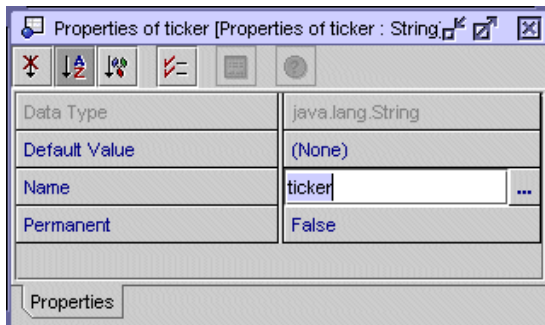 Properties of ticker [Properties of ticker : String]
Data Type java.lang.String
Default Value (None)
Name ticker ...
Permanent False
Properties